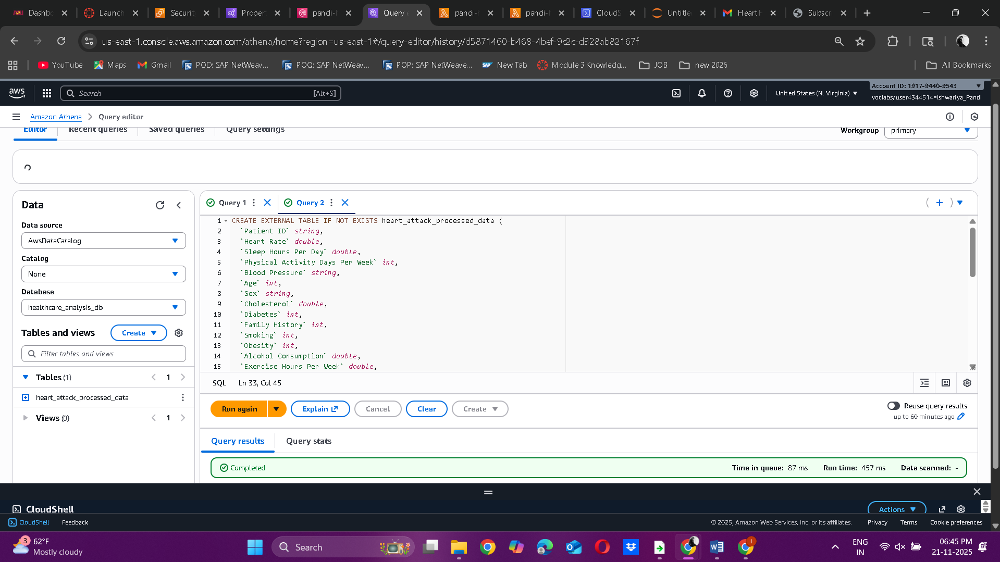 Dashbo
Launch
Securit
Proper
pandi-h
Query e
pandi-h
pandi-h
CloudS
Untitle
Heart H
Subscri
us-east-1.console.aws.amazon.com/athena/home?region=us-east-1#/query-editor/history/d5871460-b468-4bef-9c2c-d328ab82167f
YouTube
Maps
Gmail
POD: SAP NetWeav...
POQ: SAP NetWeav...
POP: SAP NetWeave...
New Tab
Module 3 Knowledg...
JOB
new 2026
All Bookmarks
aws
Search
[Alt+S]
United States (N. Virginia)
Account ID: 1917-9440-9543
voclabs/user4344514=Ishwariya_Pandi
Amazon Athena
Query editor
Editor
Recent queries
Saved queries
Query settings
Workgroup
primary
Data
Data source
AwsDataCatalog
Catalog
None
Database
healthcare_analysis_db
Tables and views
Create
Filter tables and views
Tables (1)
1
heart_attack_processed_data
Views (0)
1
Query 1
Query 2
1 CREATE EXTERNAL TABLE IF NOT EXISTS heart_attack_processed_data (
2 `Patient ID` string,
3 `Heart Rate` double,
4 `Sleep Hours Per Day` double,
5 `Physical Activity Days Per Week` int,
6 `Blood Pressure` string,
7 `Age` int,
8 `Sex` string,
9 `Cholesterol` double,
10 `Diabetes` int,
11 `Family History` int,
12 `Smoking` int,
13 `Obesity` int,
14 `Alcohol Consumption` double,
15 `Exercise Hours Per Week` double,
SQL
Ln 33, Col 45
Run again
Explain
Cancel
Clear
Create
Reuse query results
up to 60 minutes ago
Query results
Query stats
Completed
Time in queue: 87 ms
Run time: 457 ms
Data scanned: -
CloudShell
Actions
CloudShell
Feedback
© 2025, Amazon Web Services, Inc. or its affiliates.
Privacy
Terms
Cookie preferences
3
62°F
Mostly cloudy
Search
ENG
IN
06:45 PM
21-11-2025